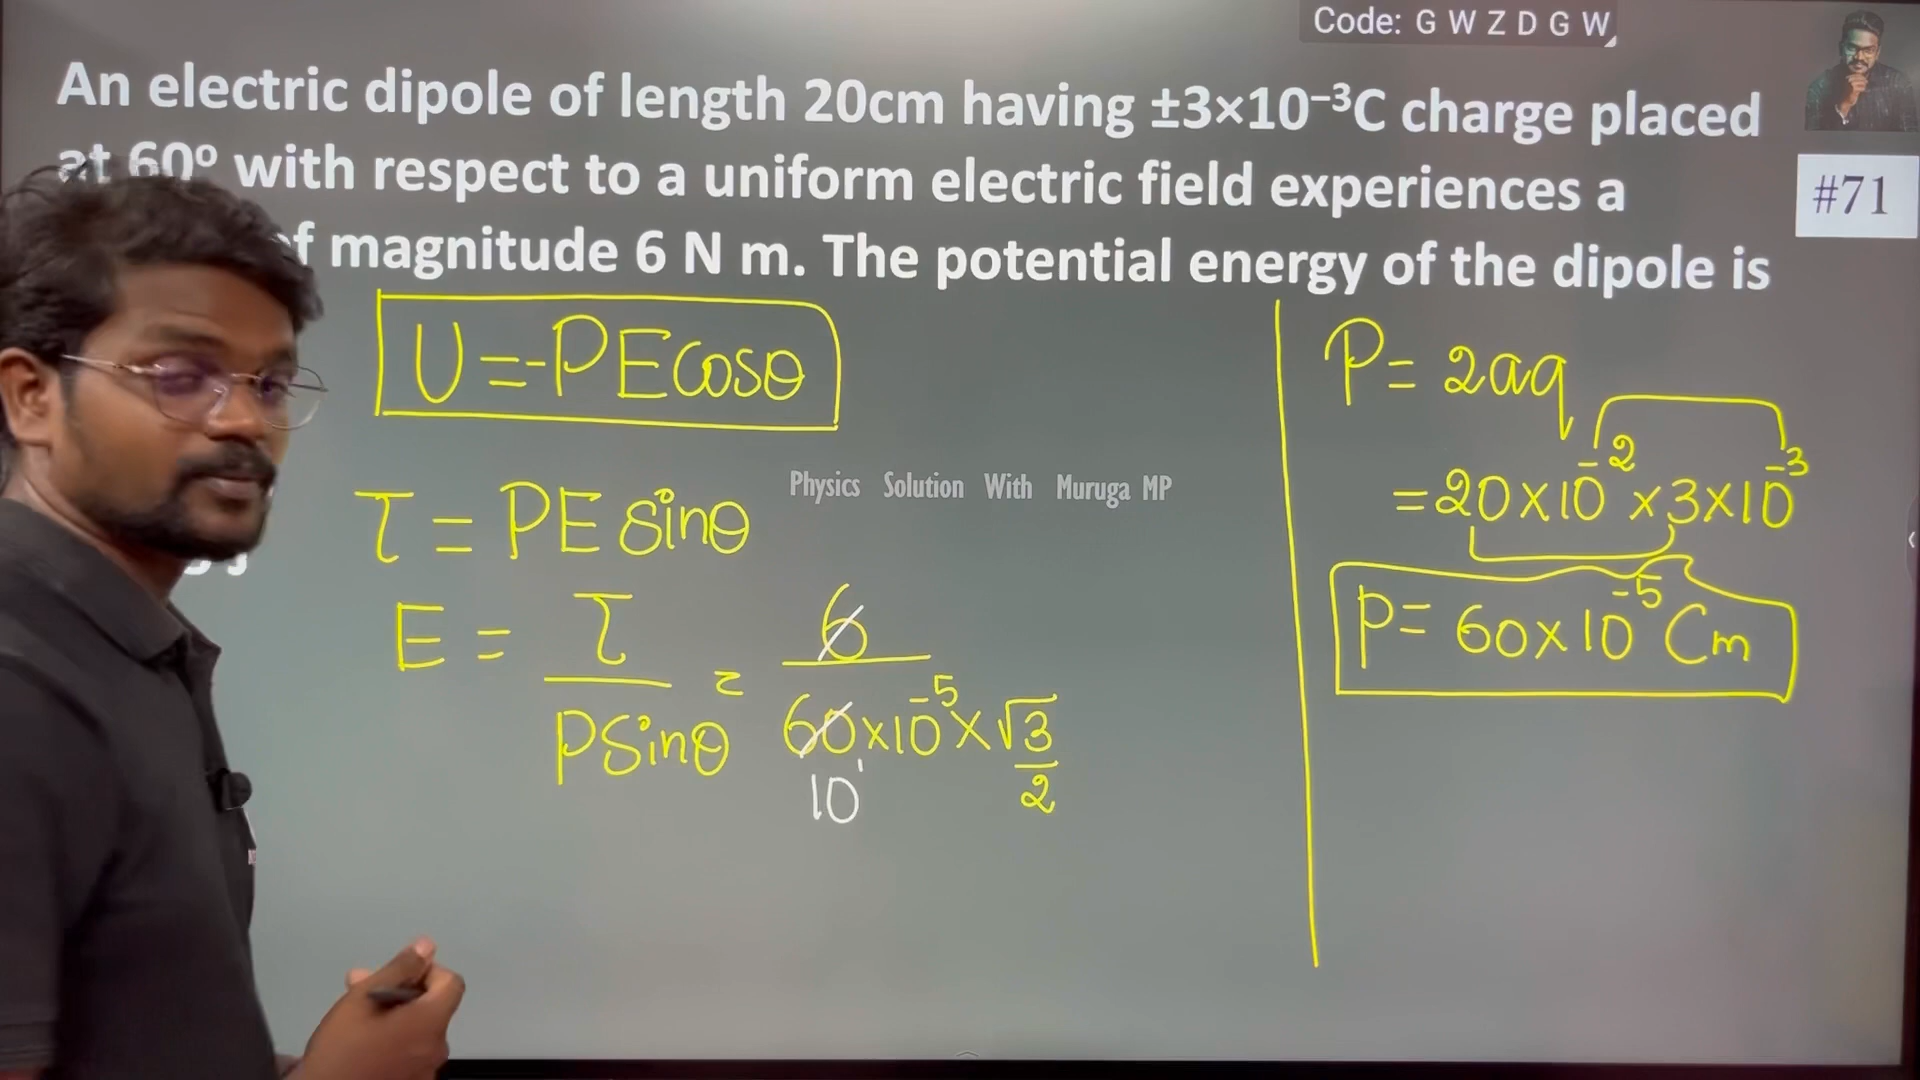 Code: G W Z D G W
An electric dipole of length 20cm having ±3×10⁻³C charge placed
at 60º with respect to a uniform electric field experiences a
#71
of magnitude 6 N m. The potential energy of the dipole is
U = -PEcosθ
P = 2aq
Physics Solution With Muruga MP
= 20×10⁻² × 3×10⁻³
τ = PE sinθ
P = 60×10⁻⁵ Cm
E = τ / Psinθ = 6 / 60×10⁻⁵×√3/2
10